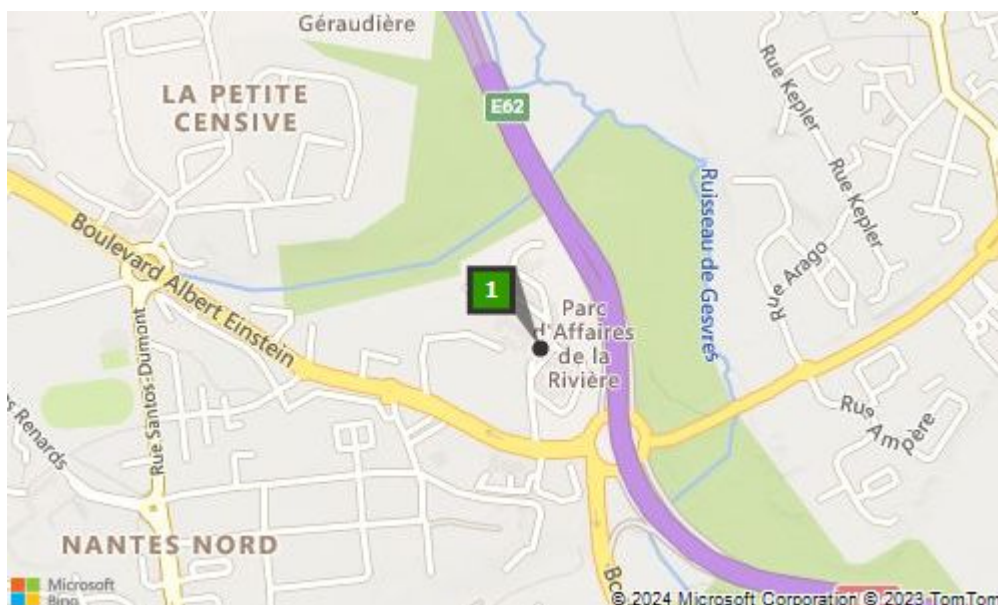 Géraudière
LA PETITE
CENSIVE
E62
Rue Kepler
Rue Kepler
Ruisseau de Gesvres
Rue Arago
Boulevard Albert Einstein
1
Parc
d'Affaires
de la
Rivière
Rue Santos-Dumont
Renards
Rue Ampère
NANTES NORD
Microsoft
Bing
© 2024 Microsoft Corporation © 2023 TomTom